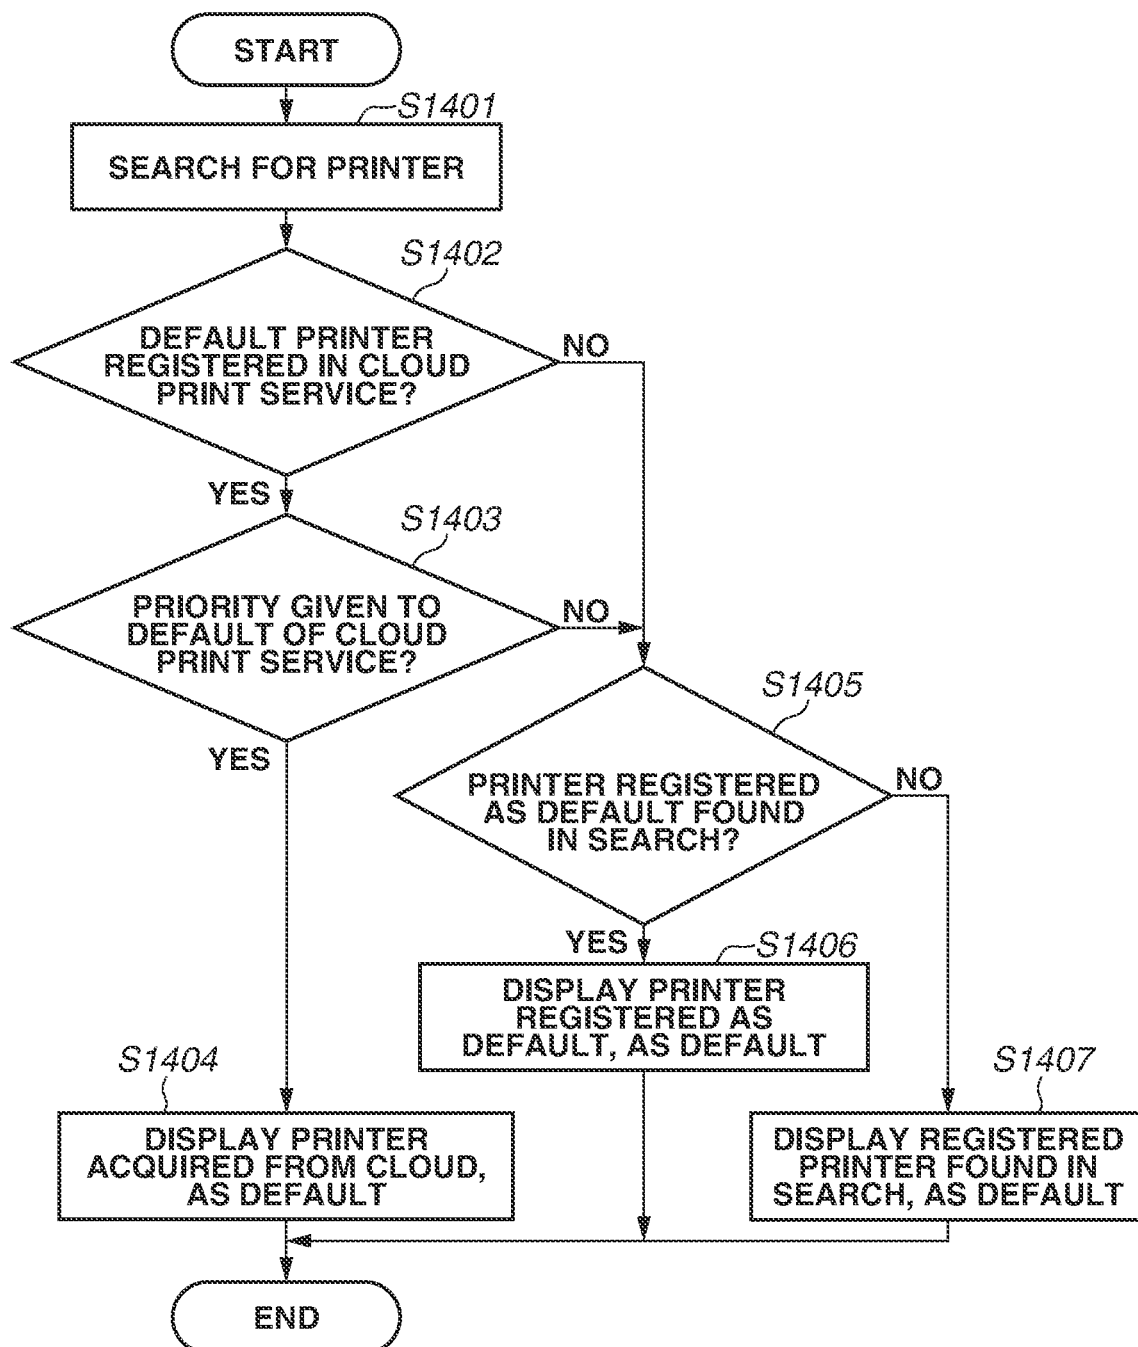 START
S1401
SEARCH FOR PRINTER
S1402
DEFAULT PRINTER
REGISTERED IN CLOUD
PRINT SERVICE?
NO
YES
S1403
PRIORITY GIVEN TO
DEFAULT OF CLOUD
PRINT SERVICE?
NO
YES
S1405
PRINTER REGISTERED
AS DEFAULT FOUND
IN SEARCH?
NO
YES
S1406
DISPLAY PRINTER
REGISTERED AS
DEFAULT, AS DEFAULT
S1404
DISPLAY PRINTER
ACQUIRED FROM CLOUD,
AS DEFAULT
S1407
DISPLAY REGISTERED
PRINTER FOUND IN
SEARCH, AS DEFAULT
END